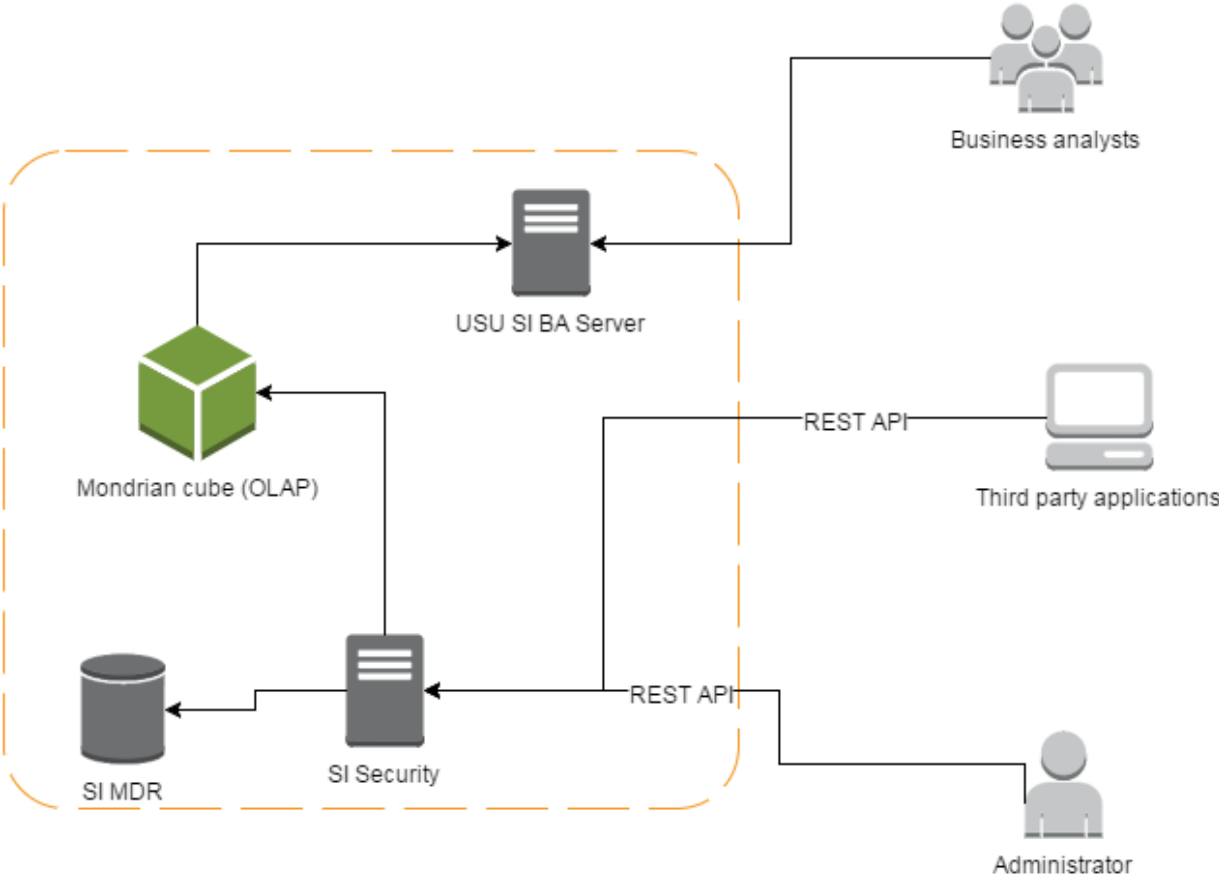 Business analysts
USU SI BA Server
REST API
Mondrian cube (OLAP)
Third party applications
REST API
SI Security
SI MDR
Administrator